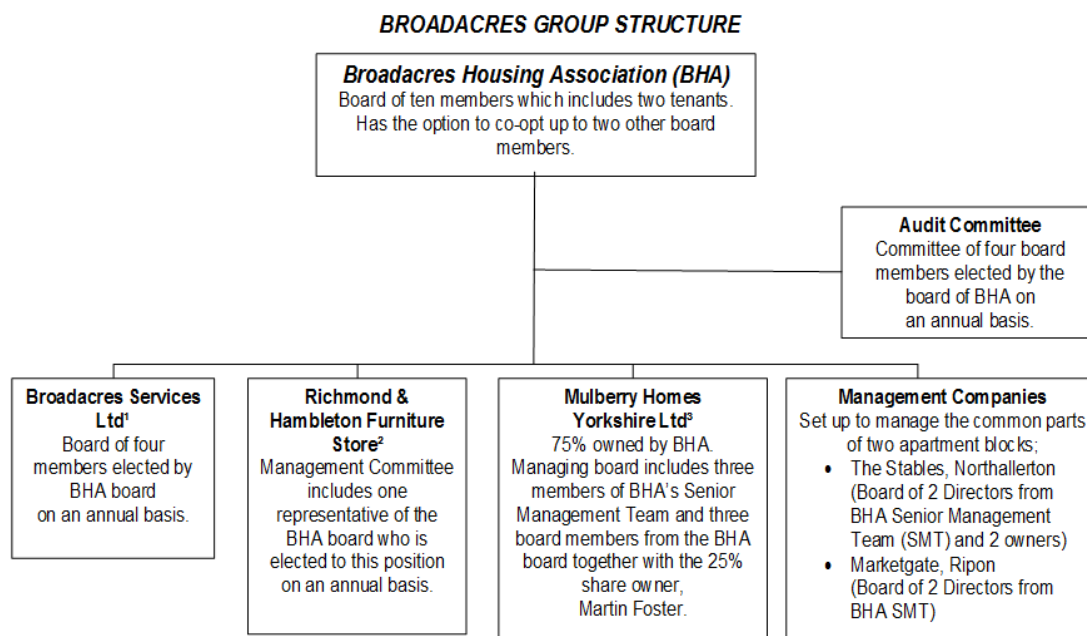 BROADACRES GROUP STRUCTURE
Broadacres Housing Association (BHA)
Board of ten members which includes two tenants.
Has the option to co-opt up to two other board
members.
Audit Committee
Committee of four board
members elected by the
board of BHA on
an annual basis.
Broadacres Services
Ltd¹
Board of four
members elected by
BHA board
on an annual basis.
Richmond &
Hambleton Furniture
Store²
Management Committee
includes one
representative of the
BHA board who is
elected to this position
on an annual basis.
Mulberry Homes
Yorkshire Ltd³
75% owned by BHA.
Managing board includes three
members of BHA's Senior
Management Team and three
board members from the BHA
board together with the 25%
share owner,
Martin Foster.
Management Companies
Set up to manage the common parts
of two apartment blocks;
• The Stables, Northallerton
(Board of 2 Directors from
BHA Senior Management
Team (SMT) and 2 owners)
• Marketgate, Ripon
(Board of 2 Directors from
BHA SMT)